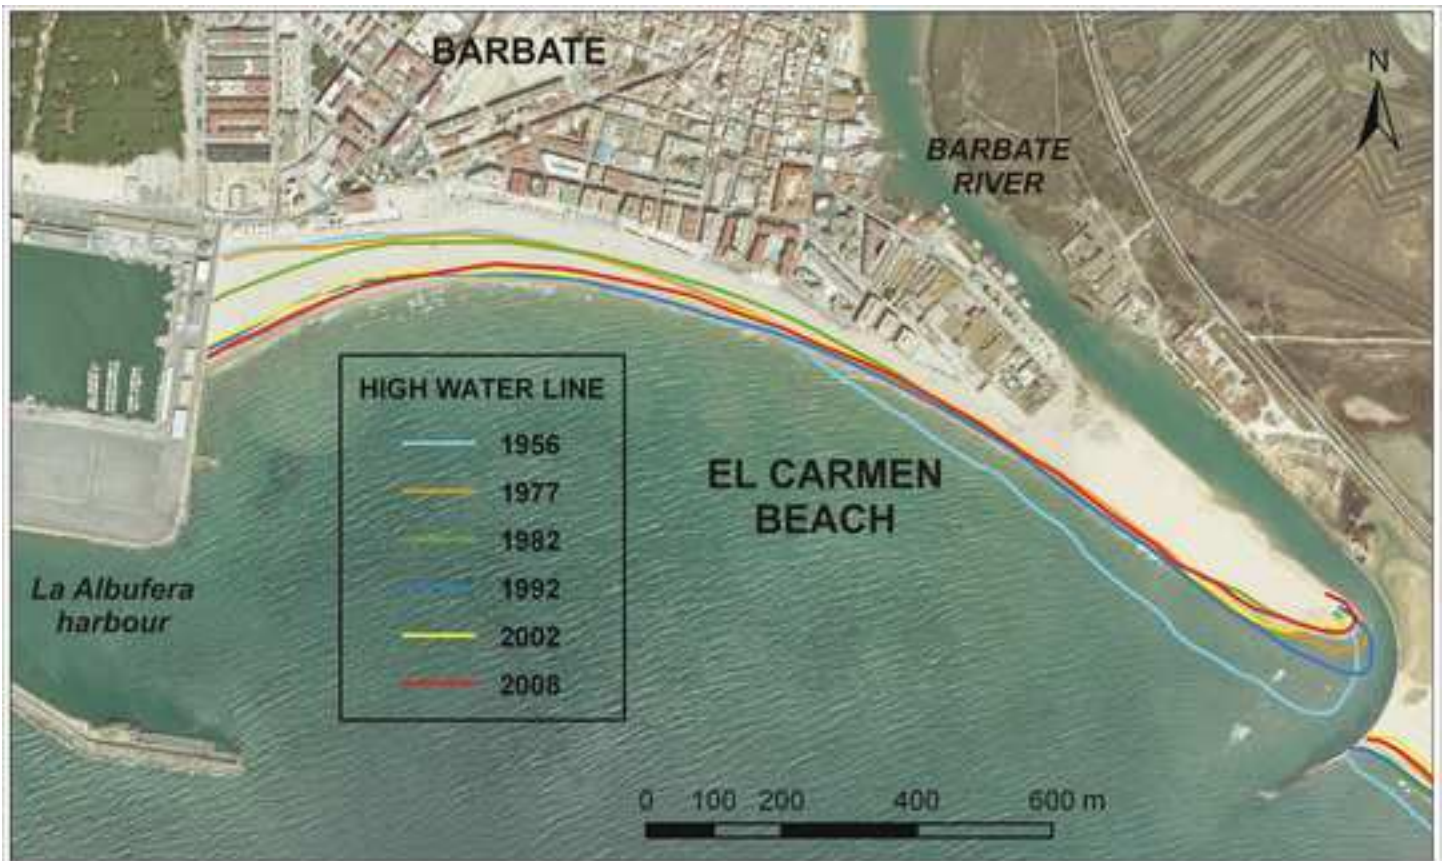 BARBATE
N
BARBATE
RIVER
HIGH WATER LINE
1956
1977
1982
1992
2002
2008
EL CARMEN
BEACH
La Albufera
harbour
0 100 200 400 600 m